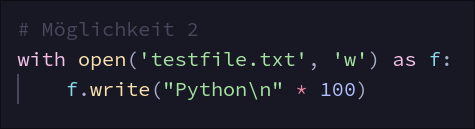 # Möglichkeit 2
with open('testfile.txt', 'w') as f:
    f.write("Python\n" * 100)